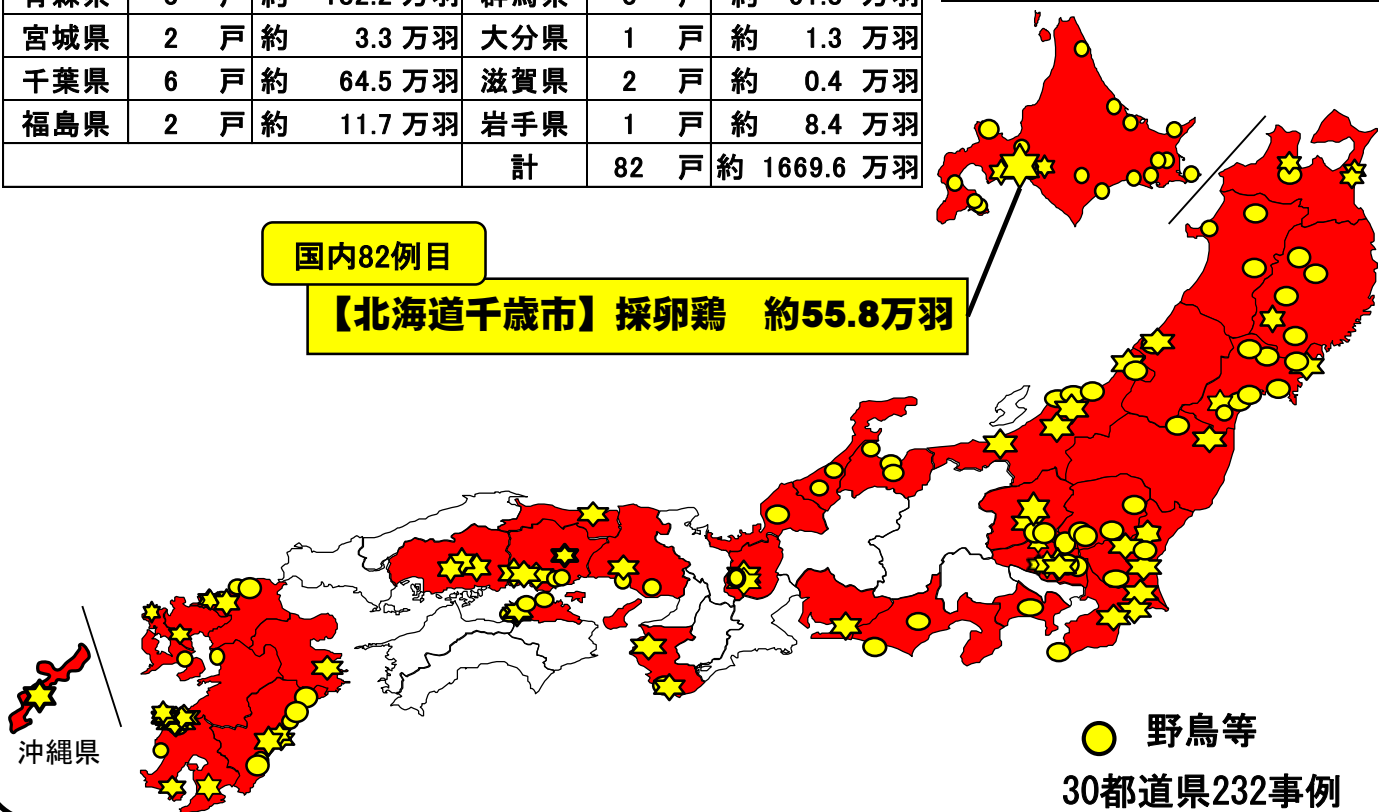 宮城県 2 戸 約 3.3 万羽 大分県 1 戸 約 1.3 万羽
千葉県 6 戸 約 64.5 万羽 滋賀県 2 戸 約 0.4 万羽
福島県 2 戸 約 11.7 万羽 岩手県 1 戸 約 8.4 万羽
計 82 戸 約 1669.6 万羽
国内82例目
【北海道千歳市】採卵鶏 約55.8万羽
沖縄県
野鳥等
30都道県232事例